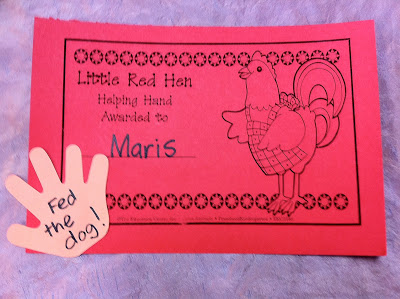 Little Red Hen
Helping Hand
Awarded to
Maris
Fed
the
dog!